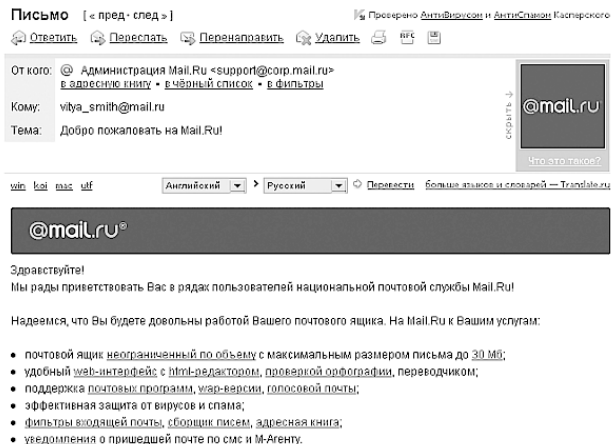 Письмо [ « пред · след » ] Проверено АнтиВирусом и АнтиСпамом Касперского
Ответить Переслать Перенаправить Удалить RFC
От кого: @ Администрация Mail.Ru <support@corp.mail.ru>
в адресную книгу • в чёрный список • в фильтры
Кому: vitya_smith@mail.ru
Тема: Добро пожаловать на Mail.Ru!
скрыть →
@mail.ru
Что это такое?
win koi mac utf Английский > Русский Перевести больше языков и словарей — Translate.ru
@mail.ru®
Здравствуйте!
Мы рады приветствовать Вас в рядах пользователей национальной почтовой службы Mail.Ru!
Надеемся, что Вы будете довольны работой Вашего почтового ящика. На Mail.Ru к Вашим услугам:
• почтовой ящик неограниченный по объему с максимальным размером письма до 30 Мб;
• удобный web-интерфейс с html-редактором, проверкой орфографии, переводчиком;
• поддержка почтовых программ, wap-версии, голосовой почты;
• эффективная защита от вирусов и спама;
• фильтры входящей почты, сборщик писем, адресная книга;
• уведомления о пришедшей почте по смс и М-Агенту.